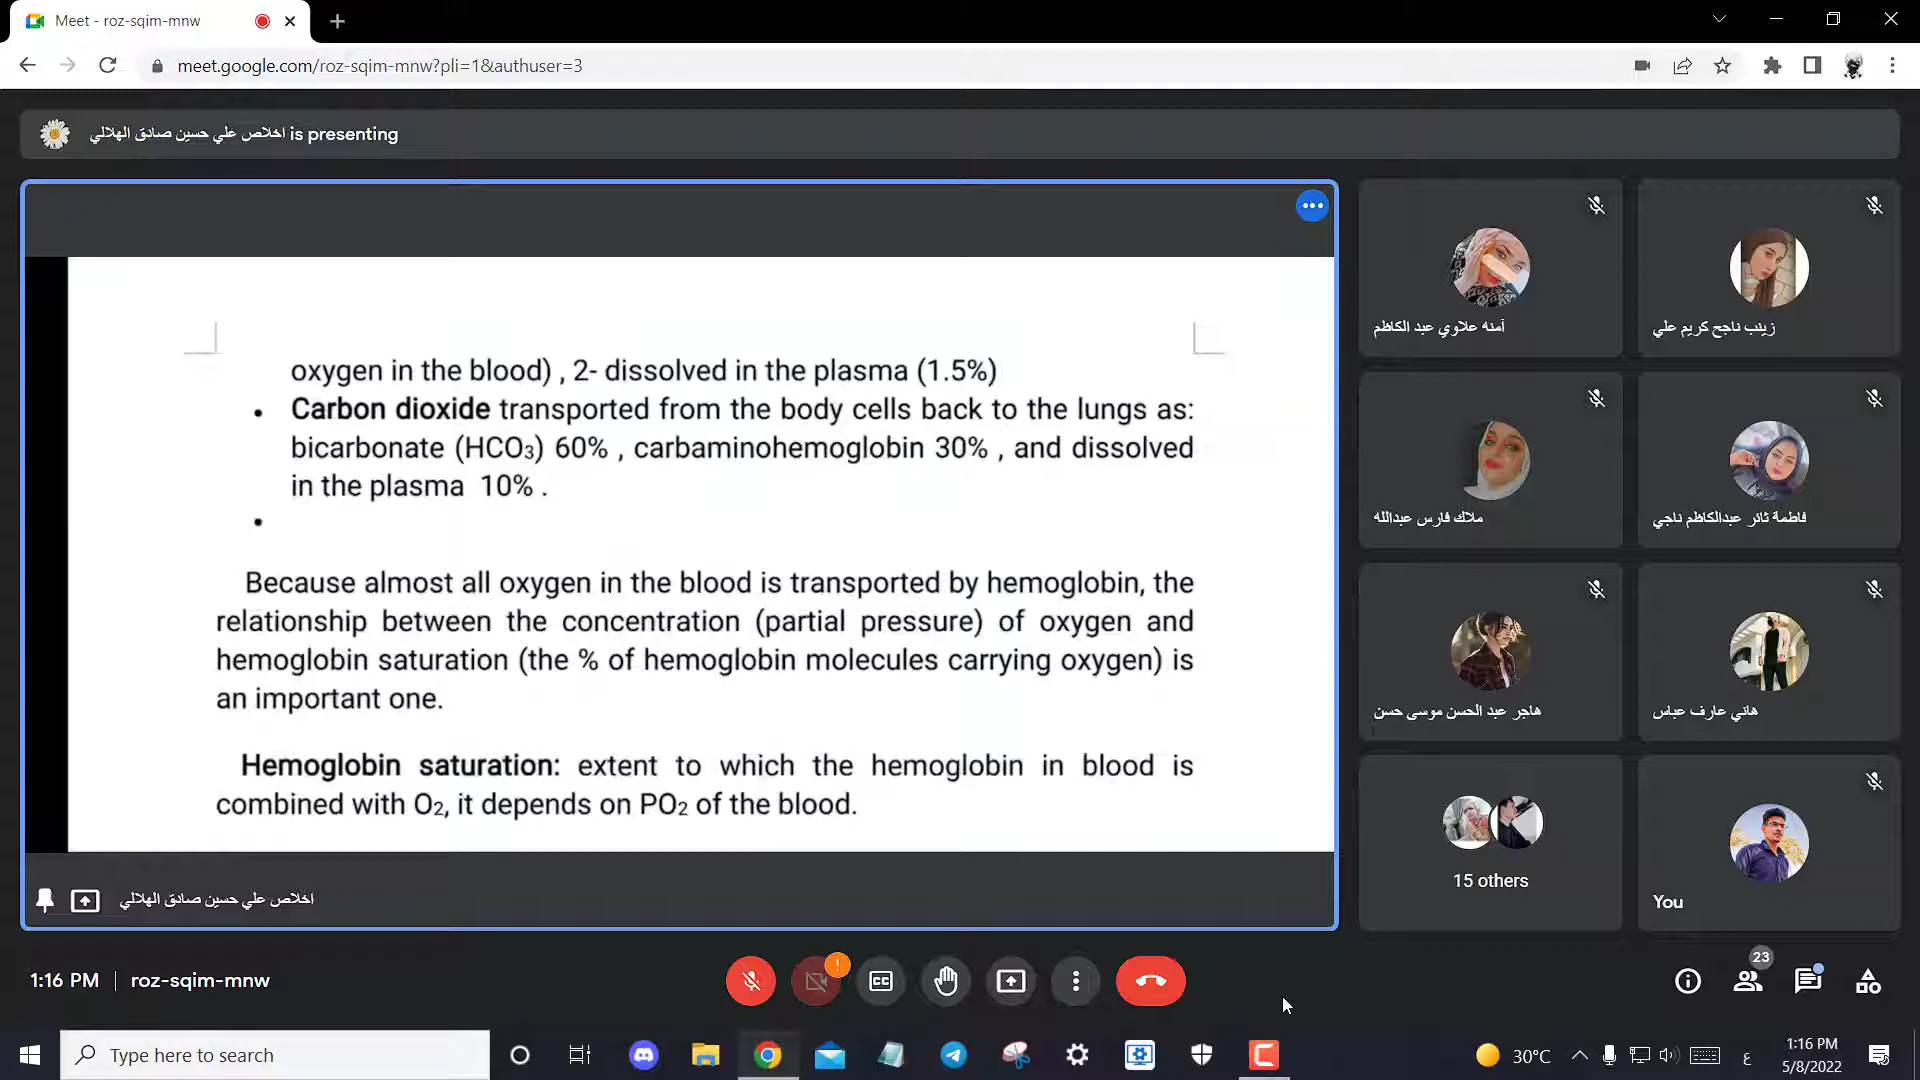 Meet - roz-sqim-mnw
meet.google.com/roz-sqim-mnw?pli=1&authuser=3
اخلاص علي حسين صادق الهلالي is presenting
oxygen in the blood) , 2- dissolved in the plasma (1.5%)
• Carbon dioxide transported from the body cells back to the lungs as:
bicarbonate (HCO₃) 60% , carbaminohemoglobin 30% , and dissolved
in the plasma 10% .
•
Because almost all oxygen in the blood is transported by hemoglobin, the
relationship between the concentration (partial pressure) of oxygen and
hemoglobin saturation (the % of hemoglobin molecules carrying oxygen) is
an important one.
Hemoglobin saturation: extent to which the hemoglobin in blood is
combined with O₂, it depends on PO₂ of the blood.
اخلاص علي حسين صادق الهلالي
آمنه علاوي عبد الكاظم
زينب ناجح كريم علي
ملاك فارس عبدالله
فاطمة ثائر عبدالكاظم ناجي
هاجر عبد الحسن موسى حسن
هاني عارف عباس
15 others
You
1:16 PM | roz-sqim-mnw
23
Type here to search
30°C
ع
1:16 PM
5/8/2022